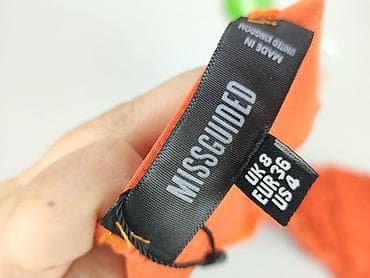 MADE IN
UNITED KINGDOM
MISSGUIDED
UK 8
EUR 36
US 4